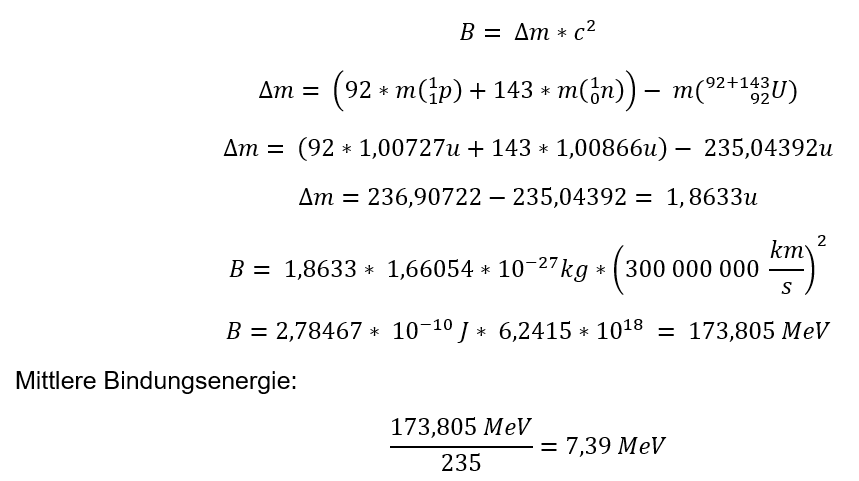 B = Δm * c²
Δm = (92 * m(¹₁p) + 143 * m(¹₀n)) − m(⁹²⁺¹⁴³₉₂U)
Δm = (92 * 1,00727u + 143 * 1,00866u) − 235,04392u
Δm = 236,90722 − 235,04392 = 1,8633u
B = 1,8633 * 1,66054 * 10⁻²⁷kg * (300 000 000 km/s)²
B = 2,78467 * 10⁻¹⁰ J * 6,2415 * 10¹⁸ = 173,805 MeV
Mittlere Bindungsenergie:
173,805 MeV / 235 = 7,39 MeV